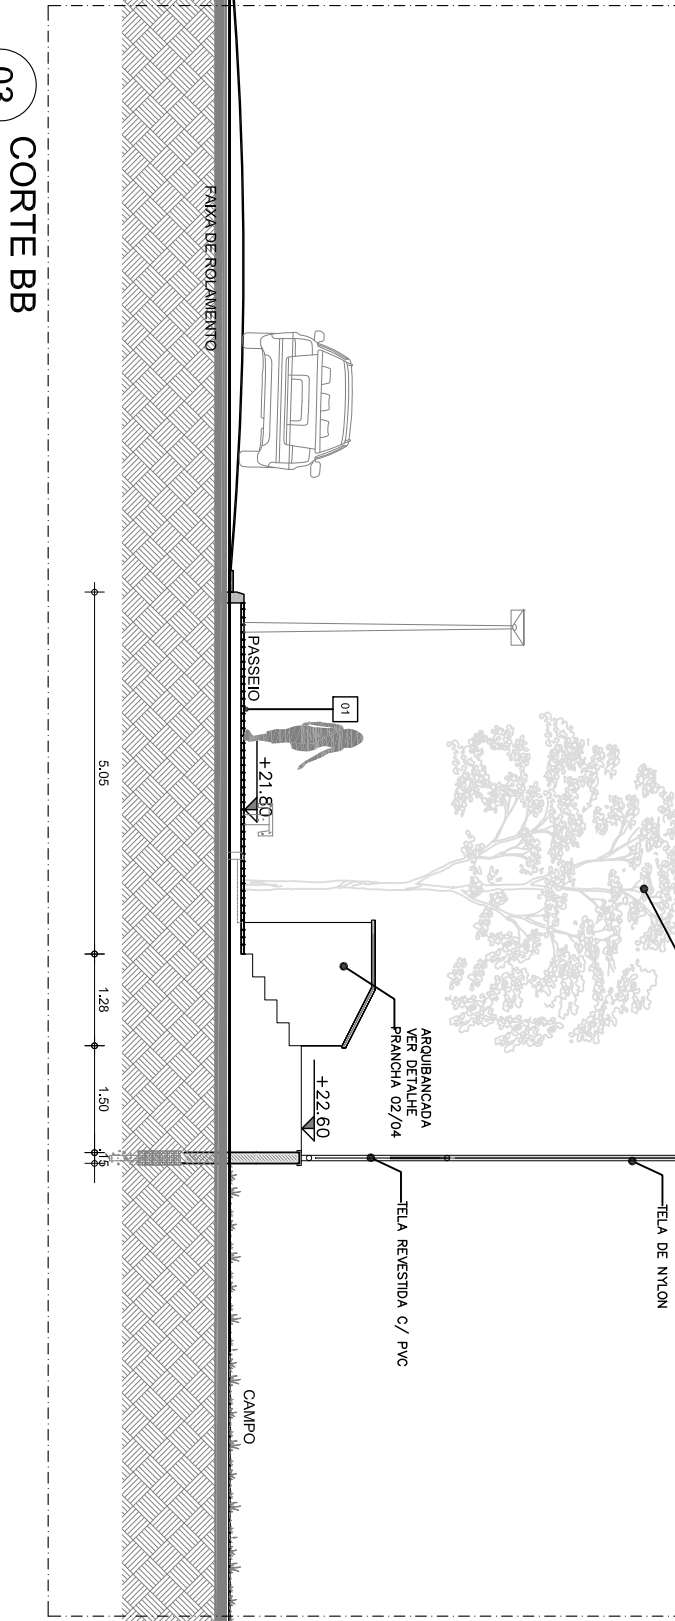 03
CORTE BB
FAIXA DE ROLAMENTO
PASSEIO
01
+21.80
ARQUIBANCADA
VER DETALHE
PRANCHA 02/04
+22.60
TELA REVESTIDA C/ PVC
TELA DE NYLON
CAMPO
5.05
1.28
1.50
.15